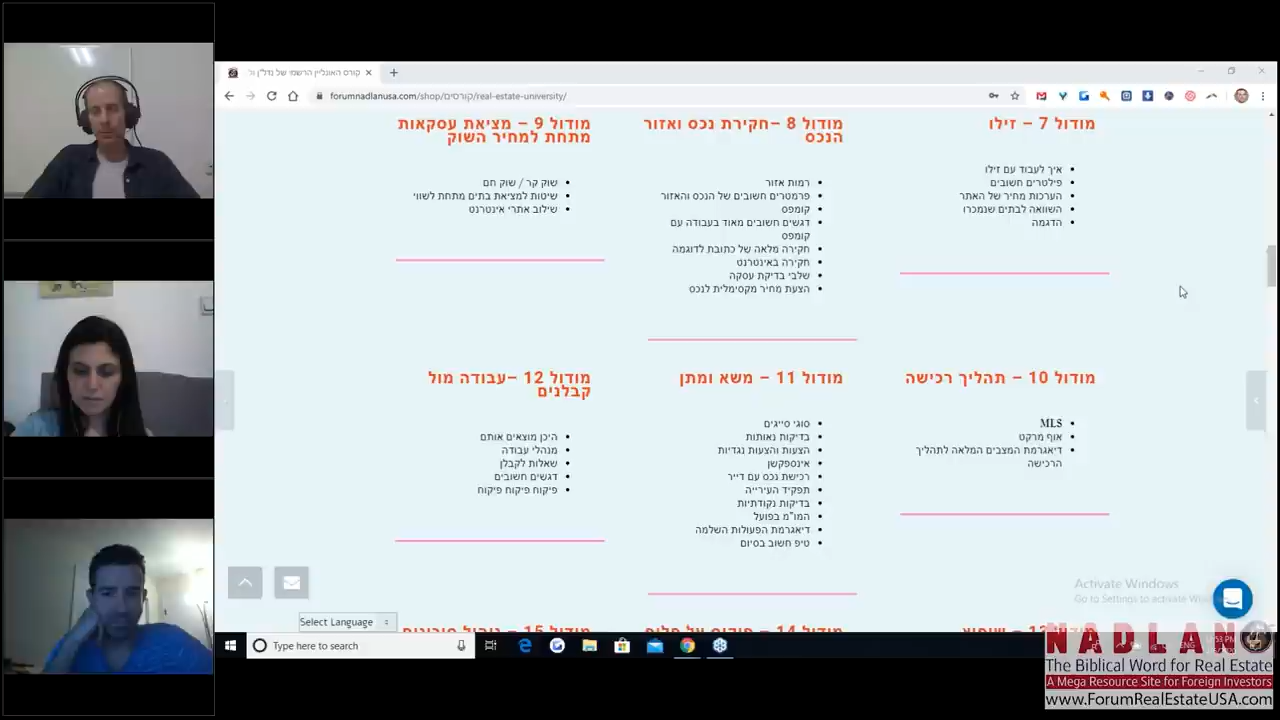 קורס האונליין הרשמי של נדל"ן ול
forumnadlanusa.com/shop/קורסים/real-estate-university/
מודול 7 – זילו
איך לעבוד עם זילו
פילטרים חשובים
הערכות מחיר של האתר
השוואה לבתים שנמכרו
הדגמה
מודול 8 –חקירת נכס ואזור
הנכס
רמות אזור
פרמטרים חשובים של הנכס והאזור
קומפס
דגשים חשובים מאוד בעבודה עם
קומפס
חקירה מלאה של כתובת לדוגמה
חקירה באינטרנט
שלבי בדיקת עסקה
הצעת מחיר מקסימלית לנכס
מודול 9 – מציאת עסקאות
מתחת למחיר השוק
שוק קר / שוק חם
שיטות למציאת בתים מתחת לשווי
שילוב אתרי אינטרנט
מודול 10 – תהליך רכישה
MLS
אוף מרקט
דיאגרמת המצבים המלאה לתהליך
הרכישה
מודול 11 – משא ומתן
סוגי סייגים
בדיקות נאותות
הצעות והצעות נגדיות
אינספקשן
רכישת נכס עם דייר
תפקיד העירייה
בדיקות נקודתיות
המו"מ בפועל
דיאגרמת הפעולות השלמה
טיפ חשוב בסיום
מודול 12 –עבודה מול
קבלנים
היכן מוצאים אותם
מנהלי עבודה
שאלות לקבלן
דגשים חשובים
פיקוח פיקוח פיקוח
Activate Windows
Go to Settings to activate
Select Language
Type here to search
ENG
NADLAN
The Biblical Word for Real Estate
A Mega Resource Site for Foreign Investors
www.ForumRealEstateUSA.com